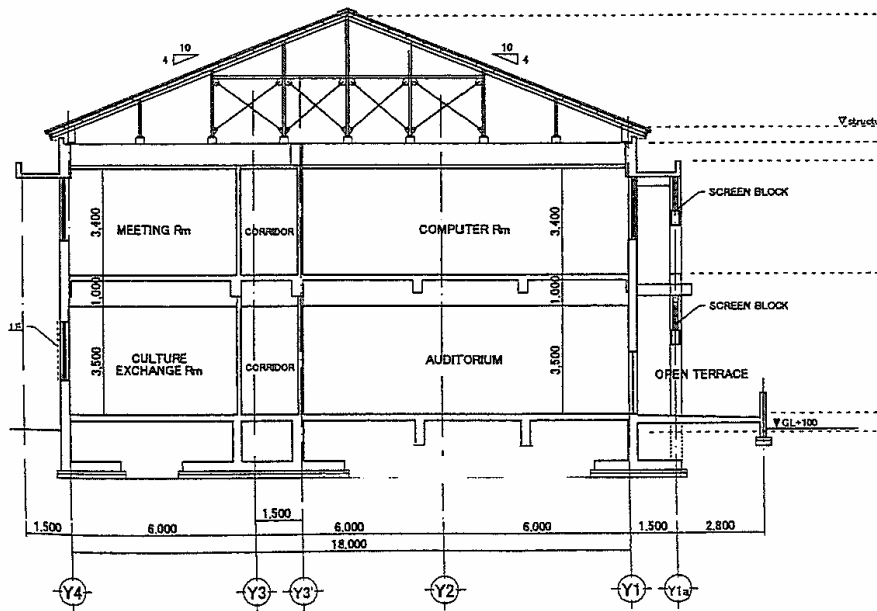 10
4
10
4
▽structu
SCREEN BLOCK
MEETING Rm
CORRIDOR
COMPUTER Rm
3,400
3,400
1,000
1,000
SCREEN BLOCK
CULTURE
EXCHANGE Rm
CORRIDOR
AUDITORIUM
3,500
3,500
OPEN TERRACE
▼GL+100
1,500
1,500
6,000
6,000
6,000
1,500
2,800
18,000
Y4
Y3
Y3'
Y2
Y1
Y1a